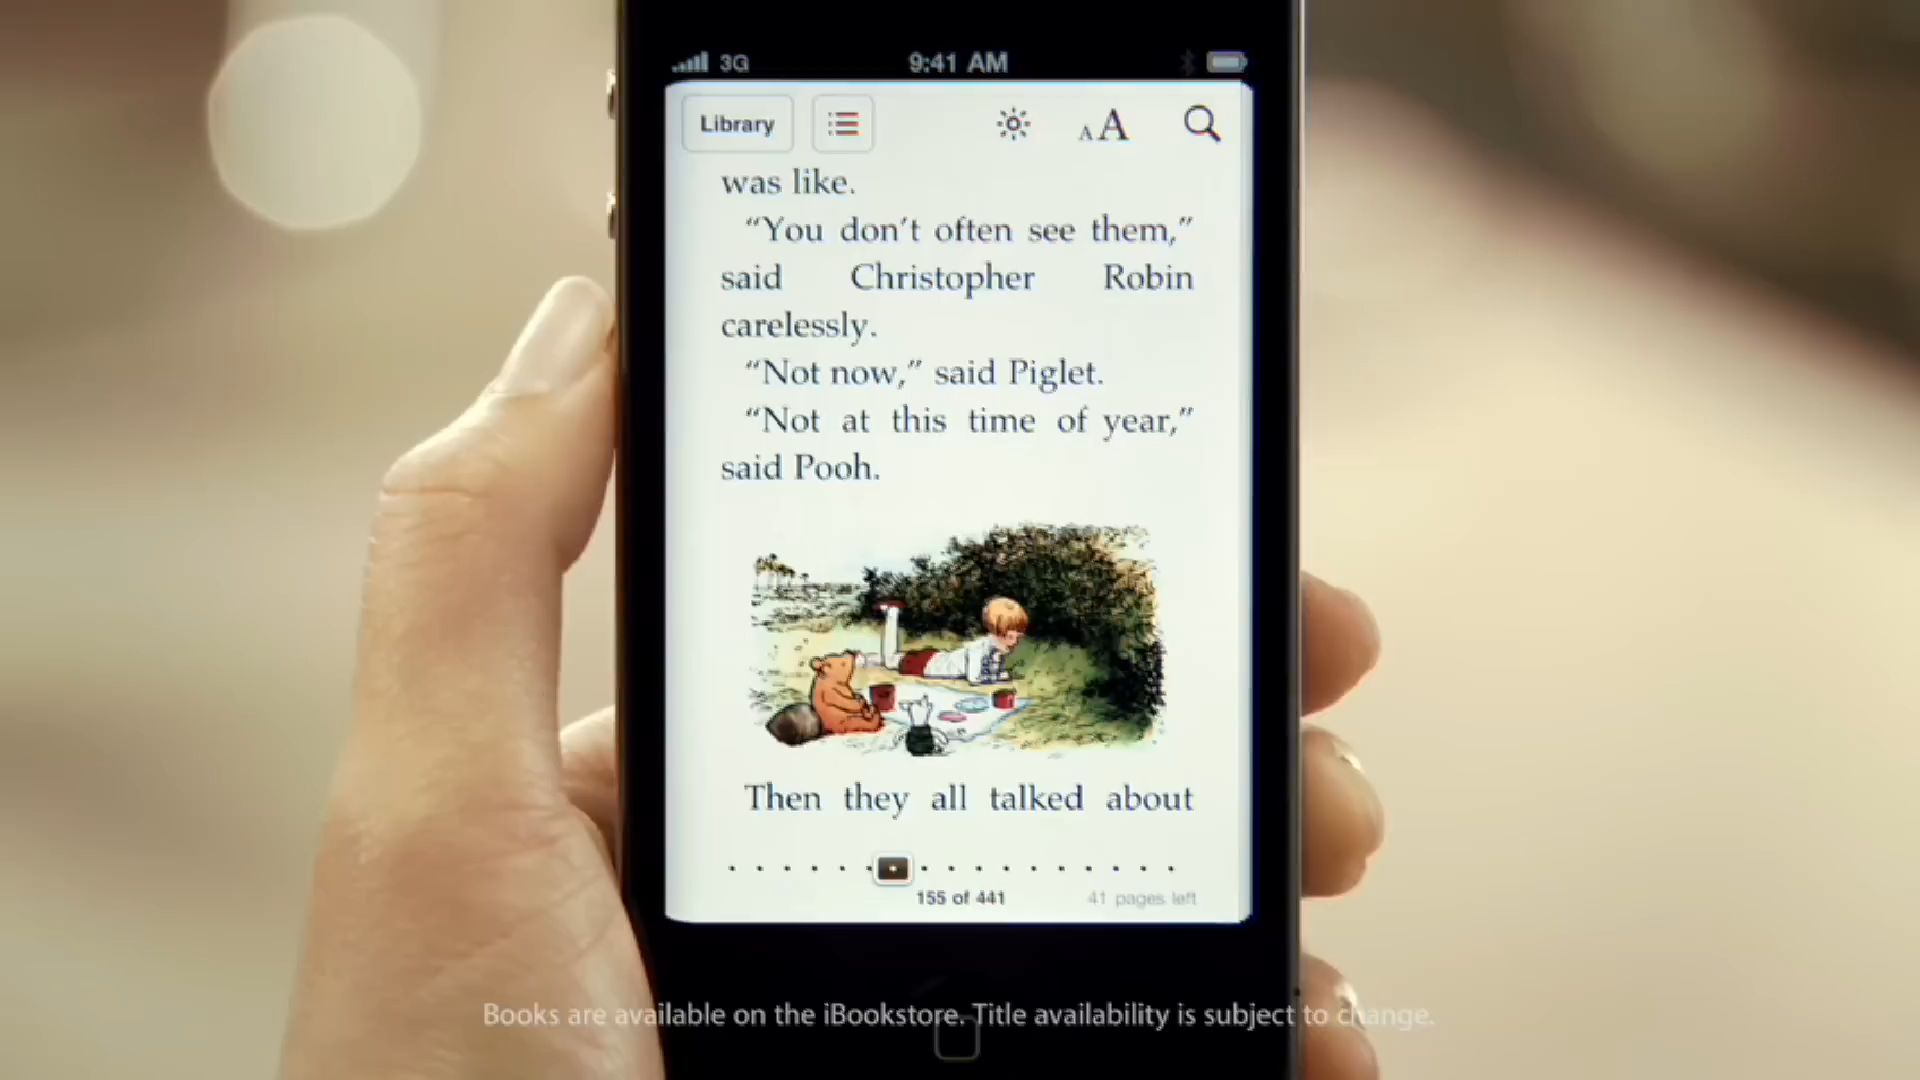 3G 9:41 AM
Library AA
was like.
“You don’t often see them,”
said Christopher Robin
carelessly.
“Not now,” said Piglet.
“Not at this time of year,”
said Pooh.
Then they all talked about
155 of 441 41 pages left
Books are available on the iBookstore. Title availability is subject to change.